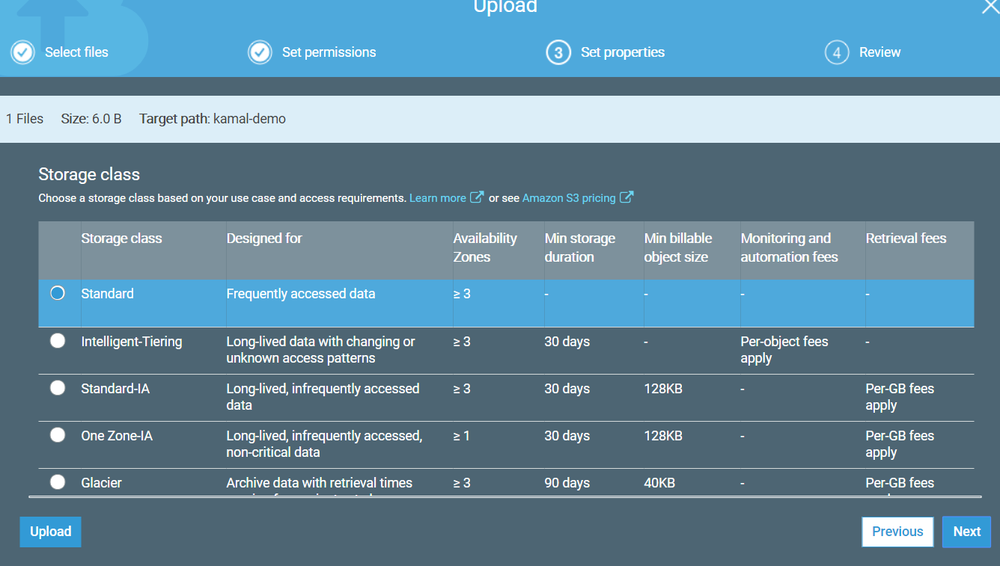 Upload
Select files
Set permissions
3 Set properties
4 Review
1 Files Size: 6.0 B Target path: kamal-demo
Storage class
Choose a storage class based on your use case and access requirements. Learn more or see Amazon S3 pricing
Storage class Designed for Availability Zones Min storage duration Min billable object size Monitoring and automation fees Retrieval fees
Standard Frequently accessed data ≥ 3 - - - -
Intelligent-Tiering Long-lived data with changing or unknown access patterns ≥ 3 30 days - Per-object fees apply -
Standard-IA Long-lived, infrequently accessed data ≥ 3 30 days 128KB - Per-GB fees apply
One Zone-IA Long-lived, infrequently accessed, non-critical data ≥ 1 30 days 128KB - Per-GB fees apply
Glacier Archive data with retrieval times ≥ 3 90 days 40KB - Per-GB fees
Upload Previous Next